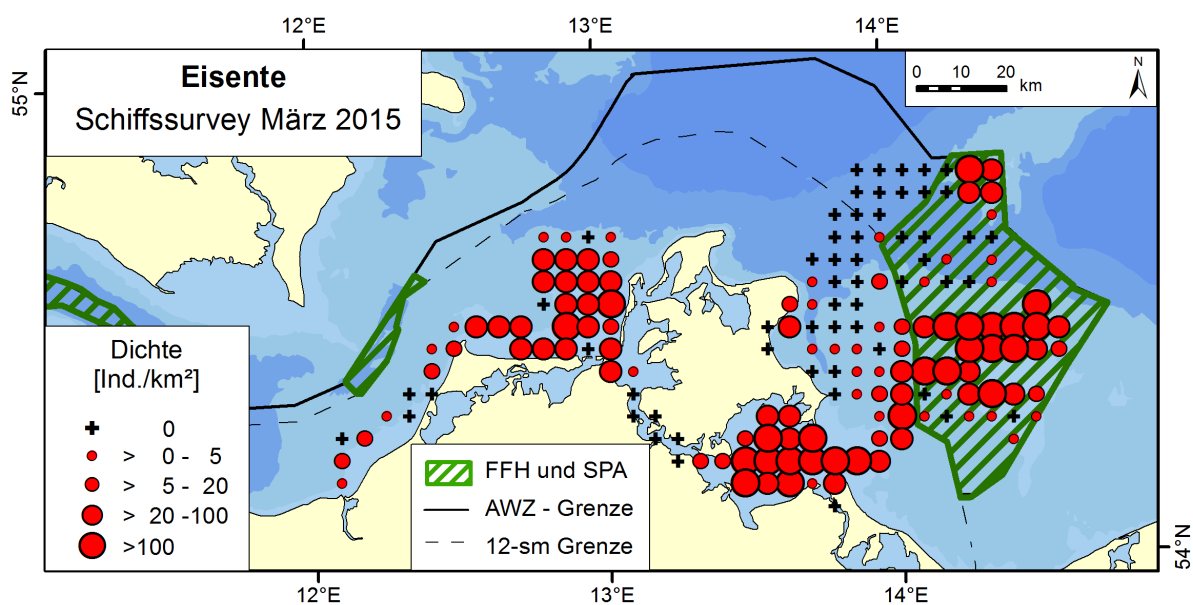 12°E 13°E 14°E
Eisente
Schiffssurvey März 2015
0 10 20
km
N
55°N
Dichte
[Ind./km²]
0
> 0 - 5
> 5 - 20
> 20 -100
>100
FFH und SPA
AWZ - Grenze
12-sm Grenze
54°N
12°E 13°E 14°E